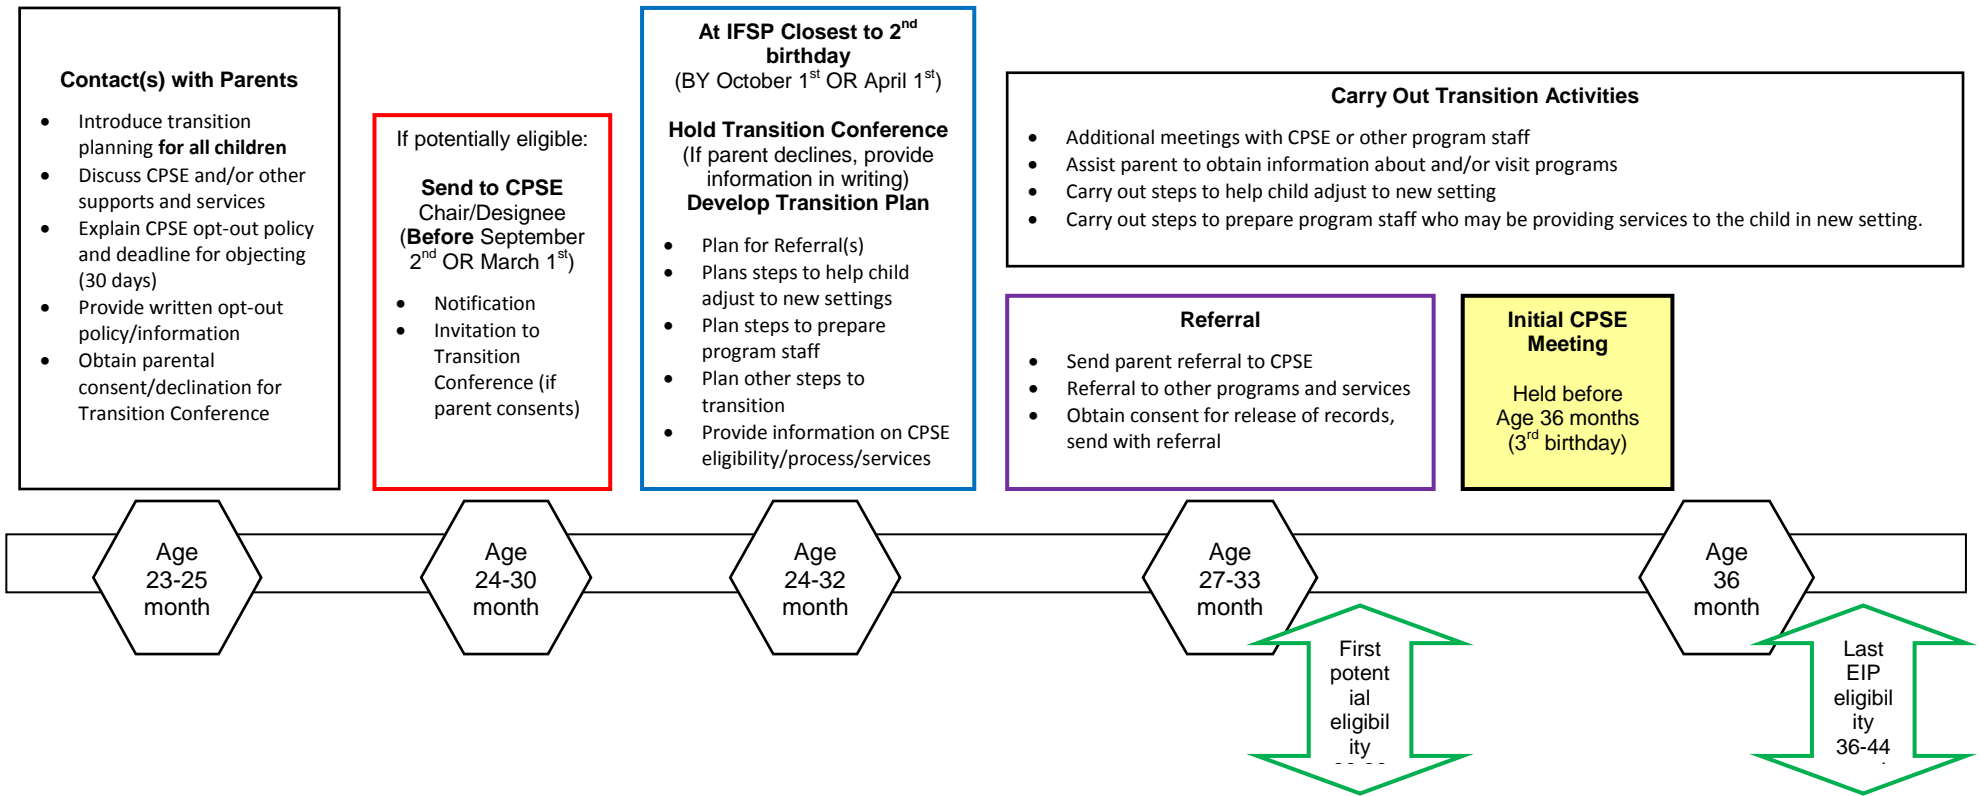 Contact(s) with Parents
• Introduce transition
planning for all children
• Discuss CPSE and/or other
supports and services
• Explain CPSE opt-out policy
and deadline for objecting
(30 days)
• Provide written opt-out
policy/information
• Obtain parental
consent/declination for
Transition Conference
If potentially eligible:
Send to CPSE
Chair/Designee
(Before September
2nd OR March 1st)
• Notification
• Invitation to
Transition
Conference (if
parent consents)
At IFSP Closest to 2nd
birthday
(BY October 1st OR April 1st)
Hold Transition Conference
(If parent declines, provide
information in writing)
Develop Transition Plan
• Plan for Referral(s)
• Plans steps to help child
adjust to new settings
• Plan steps to prepare
program staff
• Plan other steps to
transition
• Provide information on CPSE
eligibility/process/services
Carry Out Transition Activities
• Additional meetings with CPSE or other program staff
• Assist parent to obtain information about and/or visit programs
• Carry out steps to help child adjust to new setting
• Carry out steps to prepare program staff who may be providing services to the child in new setting.
Referral
• Send parent referral to CPSE
• Referral to other programs and services
• Obtain consent for release of records,
send with referral
Initial CPSE
Meeting
Held before
Age 36 months
(3rd birthday)
Age
23-25
month
Age
24-30
month
Age
24-32
month
Age
27-33
month
Age
36
month
First
potent
ial
eligibil
ity
Last
EIP
eligibil
ity
36-44